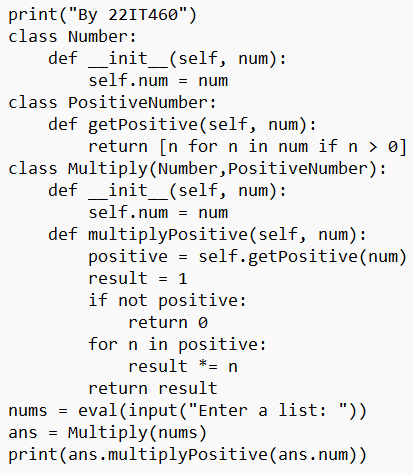 print("By 22IT460")
class Number:
    def __init__(self, num):
        self.num = num
class PositiveNumber:
    def getPositive(self, num):
        return [n for n in num if n > 0]
class Multiply(Number,PositiveNumber):
    def __init__(self, num):
        self.num = num
    def multiplyPositive(self, num):
        positive = self.getPositive(num)
        result = 1
        if not positive:
            return 0
        for n in positive:
            result *= n
        return result
nums = eval(input("Enter a list: "))
ans = Multiply(nums)
print(ans.multiplyPositive(ans.num))